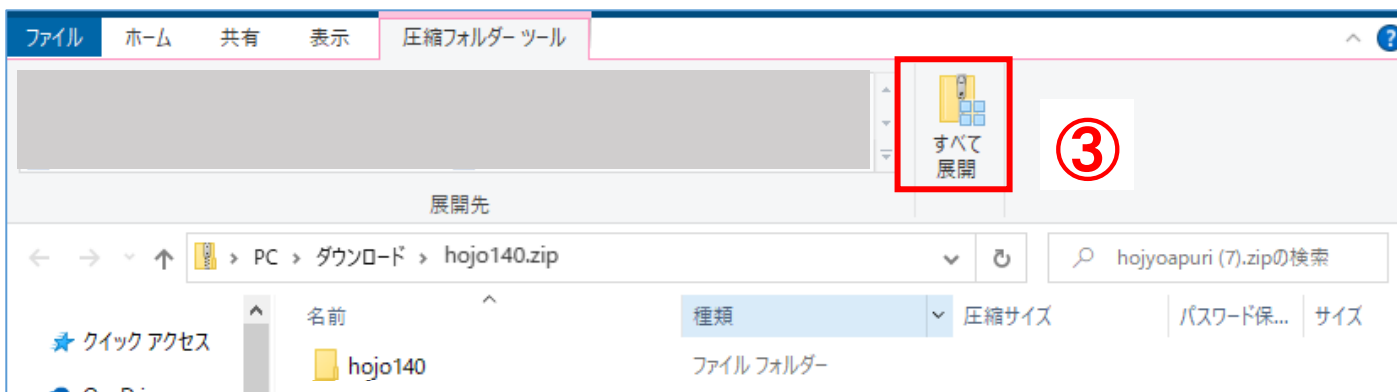 ファイル ホーム 共有 表示 圧縮フォルダー ツール
すべて
展開
③
展開先
PC › ダウンロード › hojo140.zip
hojyoapuri (7).zipの検索
名前 種類 圧縮サイズ パスワード保... サイズ
クイック アクセス
hojo140 ファイル フォルダー